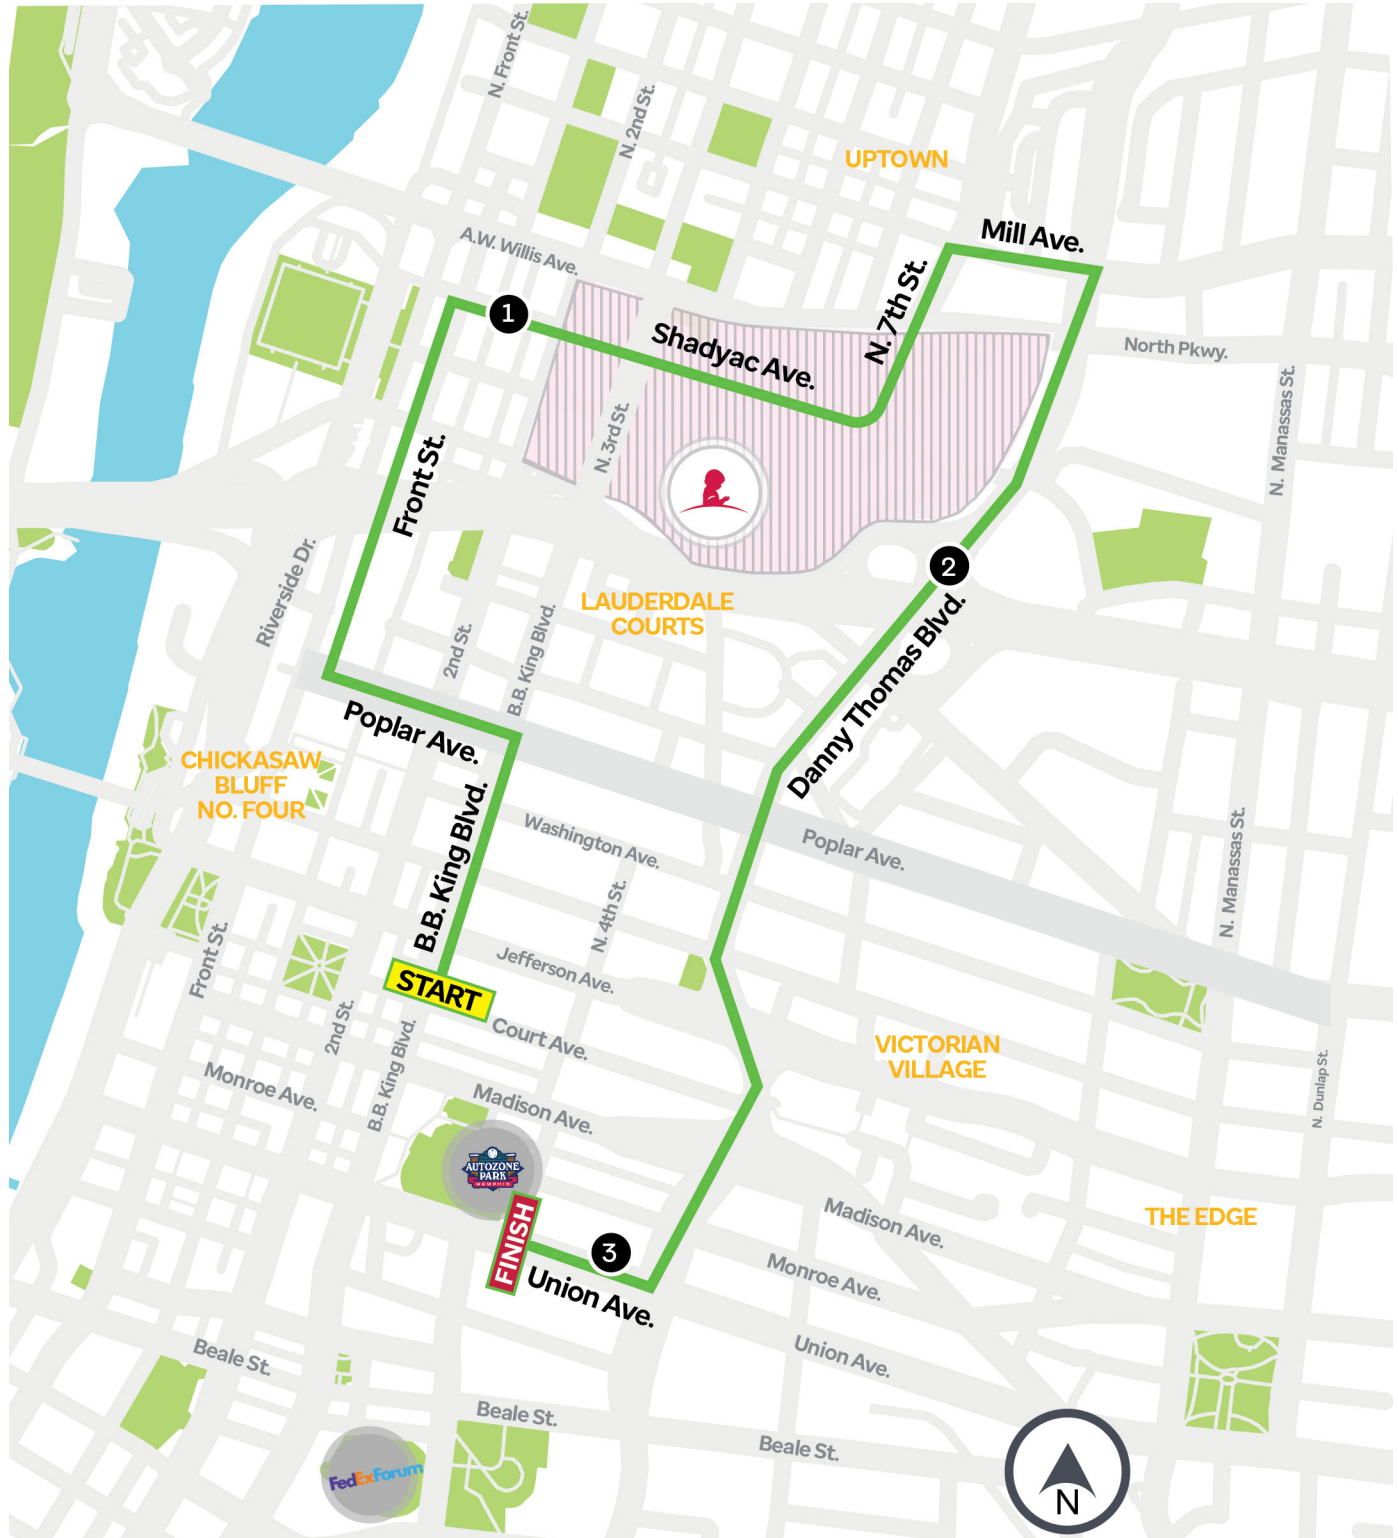 N. Front St.
N. 2nd St.
UPTOWN
Mill Ave.
A.W. Willis Ave.
N. 7th St.
1
Shadyac Ave.
North Pkwy.
N. Manassas St.
N. 3rd St.
Front St.
Riverside Dr.
2
LAUDERDALE
COURTS
2nd St.
B.B. King Blvd.
Danny Thomas Blvd.
Poplar Ave.
CHICKASAW
BLUFF
NO. FOUR
B.B. King Blvd.
Washington Ave.
Poplar Ave.
N. Manassas St.
N. 4th St.
Front St.
Jefferson Ave.
START
2nd St.
Court Ave.
B.B. King Blvd.
VICTORIAN
VILLAGE
Monroe Ave.
Madison Ave.
N. Dunlap St.
AUTOZONE
PARK
MEMPHIS
FINISH
3
Union Ave.
Madison Ave.
THE EDGE
Monroe Ave.
Union Ave.
Beale St.
Beale St.
Beale St.
FedExForum
N